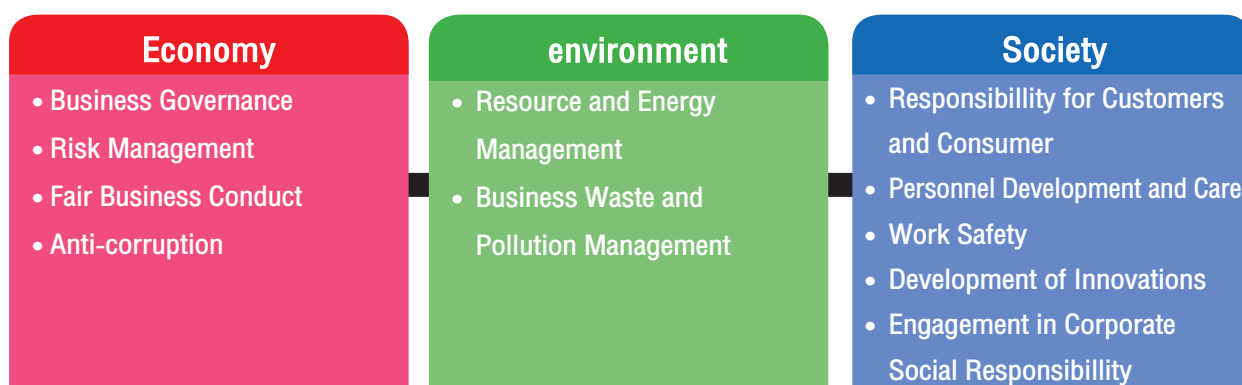 Economy
• Business Governance
• Risk Management
• Fair Business Conduct
• Anti-corruption
environment
• Resource and Energy
Management
• Business Waste and
Pollution Management
Society
• Responsibillity for Customers
and Consumer
• Personnel Development and Care
• Work Safety
• Development of Innovations
• Engagement in Corporate
Social Responsibillity